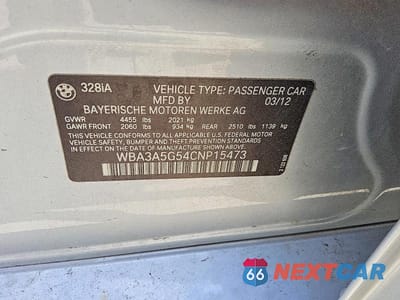 328iA VEHICLE TYPE: PASSENGER CAR
MFD BY: 03/12
BAYERISCHE MOTOREN WERKE AG
GVWR 4455 lbs 2021 kg
GAWR FRONT 2060 lbs 934 kg REAR 2510 lbs 1139 kg
THIS VEHICLE CONFORMS TO ALL APPLICABLE U.S. FEDERAL MOTOR
VEHICLE SAFETY, BUMPER, AND THEFT PREVENTION STANDARDS
IN EFFECT ON THE DATE OF MANUFACTURE SHOWN ABOVE.
WBA3A5G54CNP15473
66 NEXTCAR